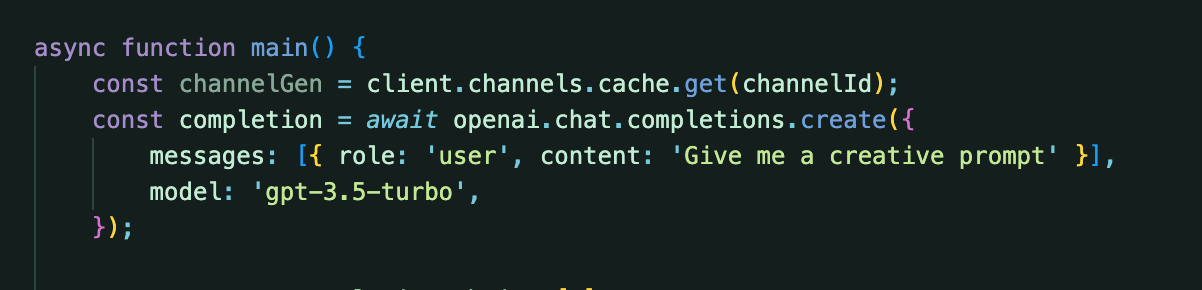 async function main() {
    const channelGen = client.channels.cache.get(channelId);
    const completion = await openai.chat.completions.create({
        messages: [{ role: 'user', content: 'Give me a creative prompt' }],
        model: 'gpt-3.5-turbo',
    });